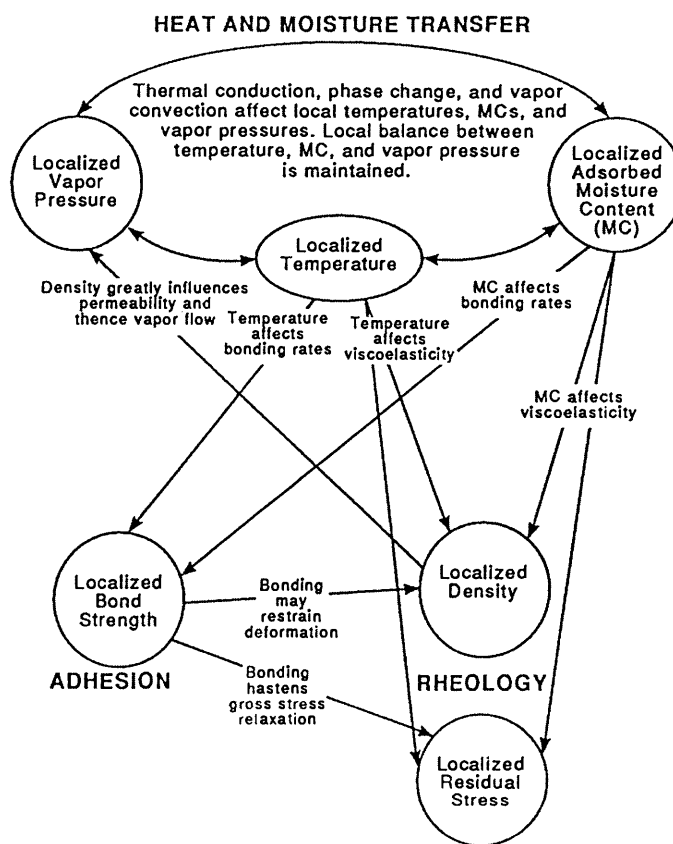 HEAT AND MOISTURE TRANSFER
Thermal conduction, phase change, and vapor
convection affect local temperatures, MCs, and
vapor pressures. Local balance between
temperature, MC, and vapor pressure
is maintained.
Localized
Vapor
Pressure
Localized
Adsorbed
Moisture
Content
(MC)
Localized
Temperature
Density greatly influences
permeability and
thence vapor flow
Temperature
affects
bonding rates
Temperature
affects
viscoelasticity
MC affects
bonding rates
MC affects
viscoelasticity
Localized
Bond
Strength
Bonding
may
restrain
deformation
Localized
Density
ADHESION
Bonding
hastens
gross stress
relaxation
RHEOLOGY
Localized
Residual
Stress